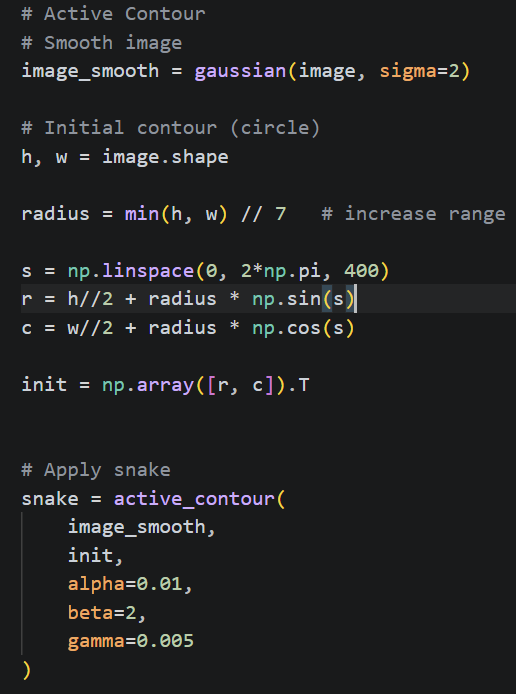 # Active Contour
# Smooth image
image_smooth = gaussian(image, sigma=2)
# Initial contour (circle)
h, w = image.shape
radius = min(h, w) // 7   # increase range
s = np.linspace(0, 2*np.pi, 400)
r = h//2 + radius * np.sin(s)
c = w//2 + radius * np.cos(s)
init = np.array([r, c]).T
# Apply snake
snake = active_contour(
    image_smooth,
    init,
    alpha=0.01,
    beta=2,
    gamma=0.005
)